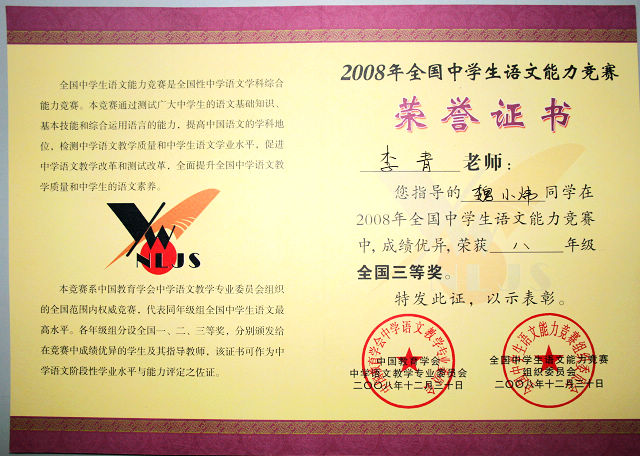 全国中学生语文能力竞赛是全国性中学语文学科综合
能力竞赛。本竞赛通过测试广大中学生的语文基础知识、
基本技能和综合运用语言的能力，提高中国语文的学科地
位，检测中学语文教学质量和中学生语文学业水平，促进
中学语文教学改革和测试改革，全面提升全国中学语文教
学质量和中学生的语文素养。
YW
NLJS
本竞赛系中国教育学会中学语文教学专业委员会组织
的全国范围内权威竞赛，代表同年级组全国中学生语文最
高水平。各年级组分设全国一、二、三等奖，分别颁发给
在竞赛中成绩优异的学生及其指导教师，该证书可作为中
学语文阶段性学业水平与能力评定之佐证。
2008年全国中学生语文能力竞赛
荣誉证书
李青 老师：
您指导的 魏小炜 同学在
2008年全国中学生语文能力竞赛
中，成绩优异，荣获 八 年级
全国三等奖。
特发此证，以示表彰。
中国教育学会
中学语文教学专业委员会
二〇〇八年十二月三十日
全国中学生语文能力竞赛
组织委员会
二〇〇八年十二月三十日